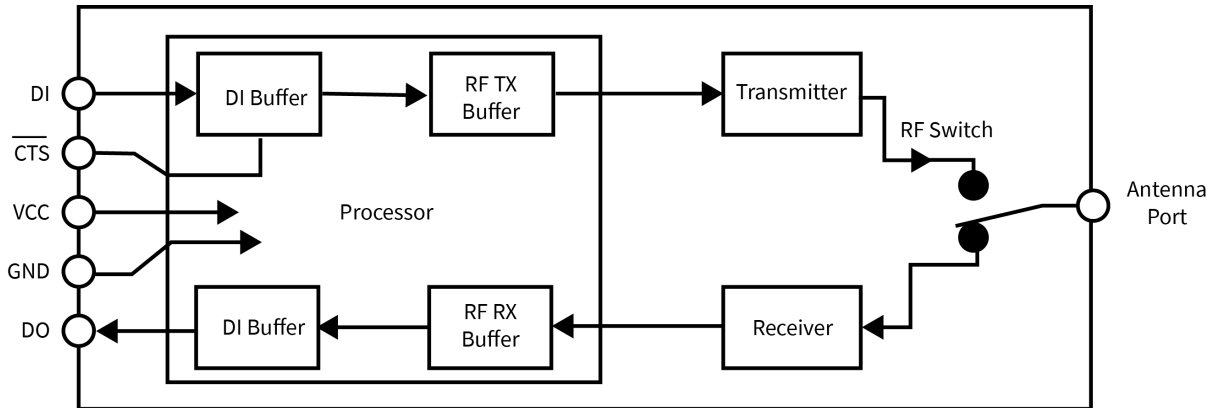 DI
CTS
VCC
GND
DO
DI Buffer
RF TX
Buffer
Transmitter
RF Switch
Processor
Antenna
Port
DI Buffer
RF RX
Buffer
Receiver